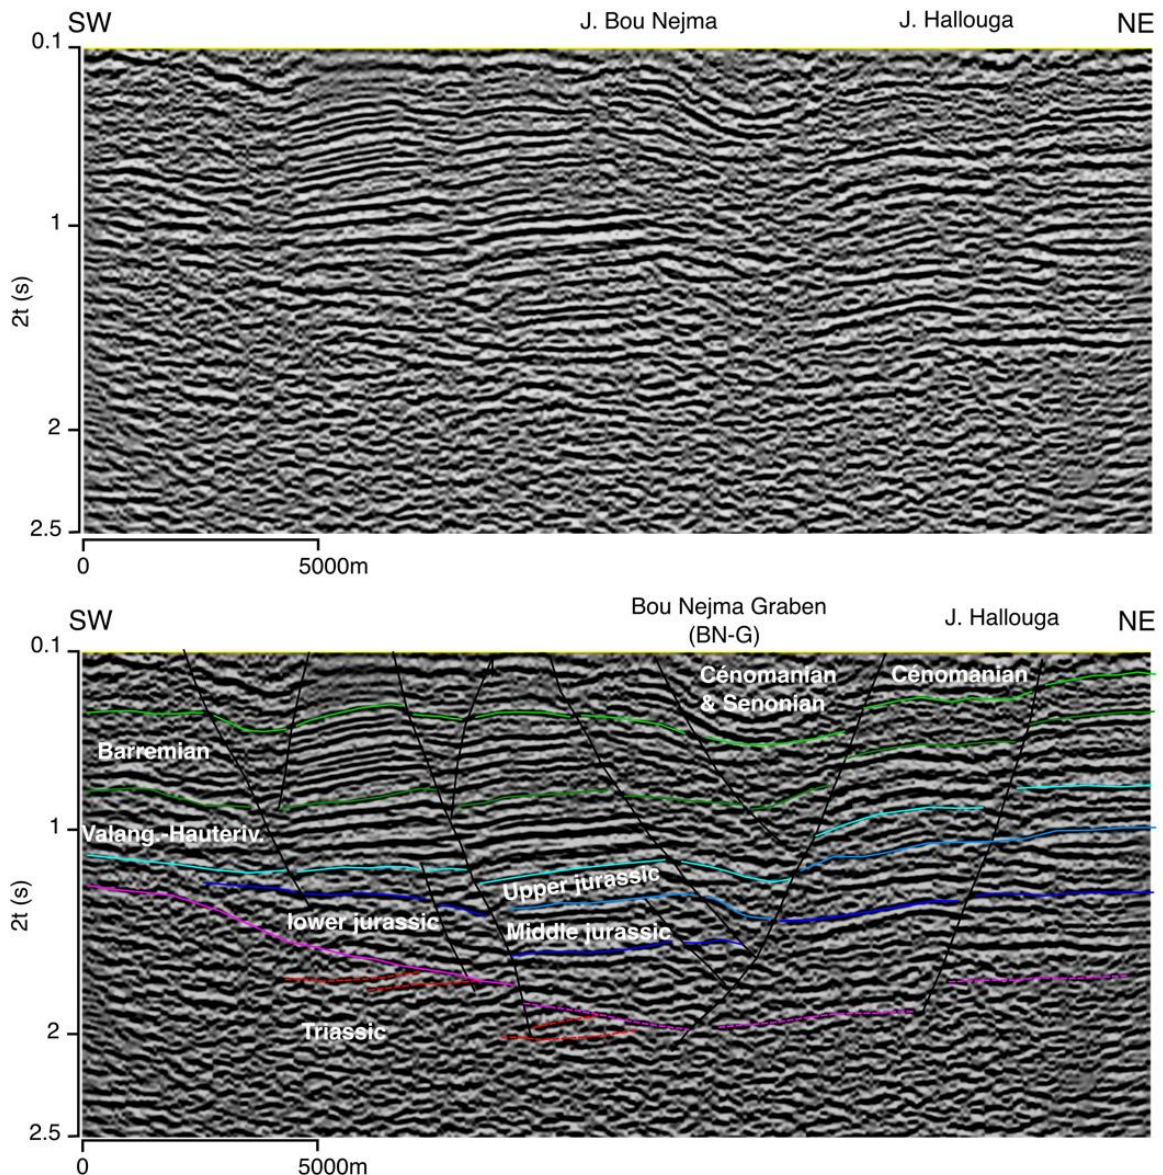 SW
J. Bou Nejma
J. Hallouga
NE
0.1
1
2t (s)
2
2.5
0
5000m
SW
Bou Nejma Graben
(BN-G)
J. Hallouga
NE
0.1
Cénomanian
& Senonian
Cénomanian
Barremian
1
Valang.-Hauteriv.
Upper jurassic
2t (s)
lower jurassic
Middle jurassic
Triassic
2
2.5
0
5000m